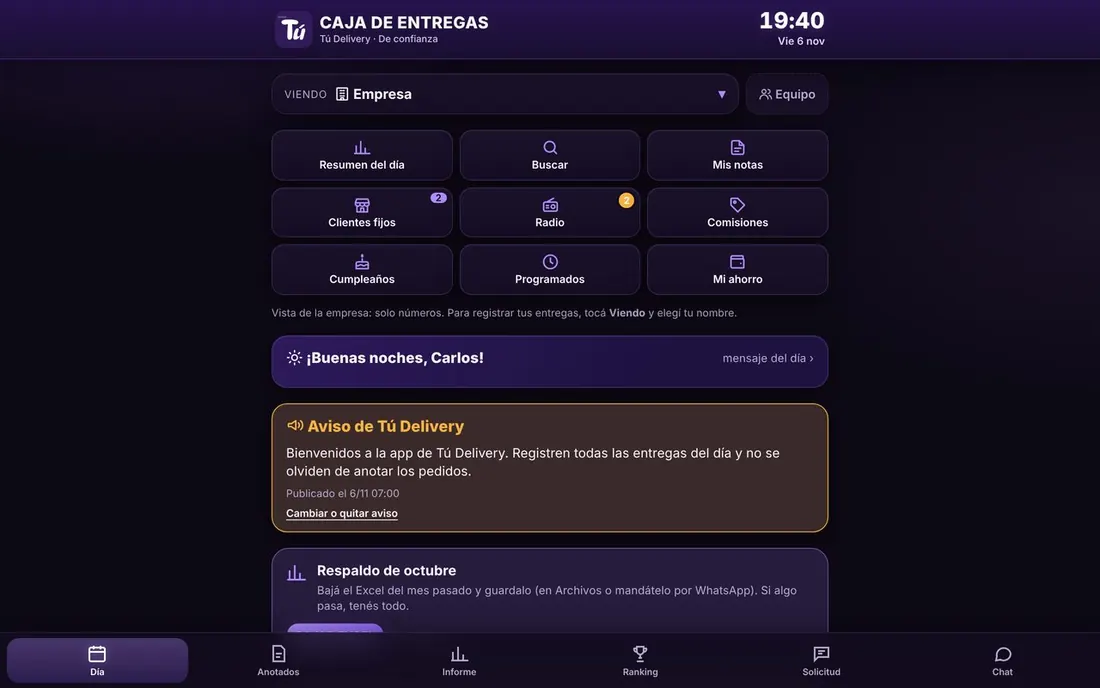 Tú
CAJA DE ENTREGAS
Tú Delivery · De confianza
19:40
Vie 6 nov
VIENDO Empresa ▼
Equipo
Resumen del día
Buscar
Mis notas
2
Clientes fijos
2
Radio
Comisiones
Cumpleaños
Programados
Mi ahorro
Vista de la empresa: solo números. Para registrar tus entregas, tocá Viendo y elegí tu nombre.
¡Buenas noches, Carlos!
mensaje del día ›
Aviso de Tú Delivery
Bienvenidos a la app de Tú Delivery. Registren todas las entregas del día y no se
olviden de anotar los pedidos.
Publicado el 6/11 07:00
Cambiar o quitar aviso
Respaldo de octubre
Bajá el Excel del mes pasado y guardalo (en Archivos o mandátelo por WhatsApp). Si algo
pasa, tenés todo.
Día
Anotados
Informe
Ranking
Solicitud
Chat